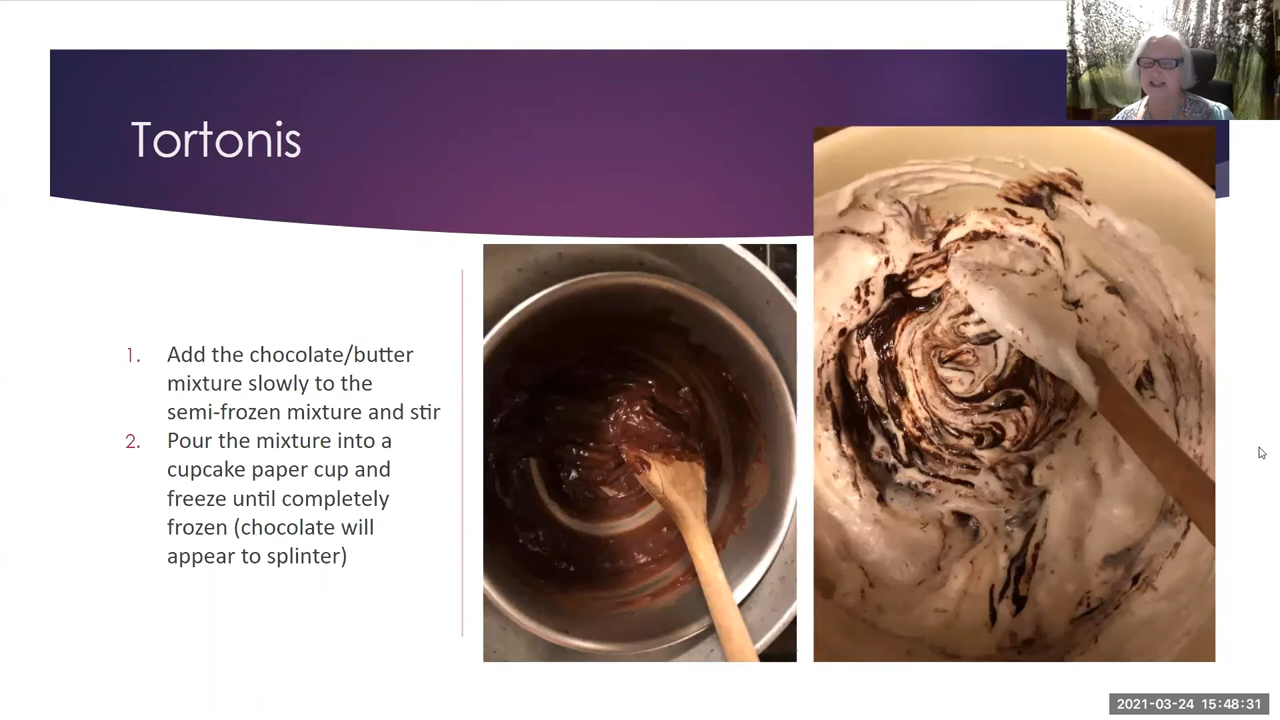 Tortonis
1. Add the chocolate/butter
mixture slowly to the
semi-frozen mixture and stir
2. Pour the mixture into a
cupcake paper cup and
freeze until completely
frozen (chocolate will
appear to splinter)
2021-03-24 15:48:31